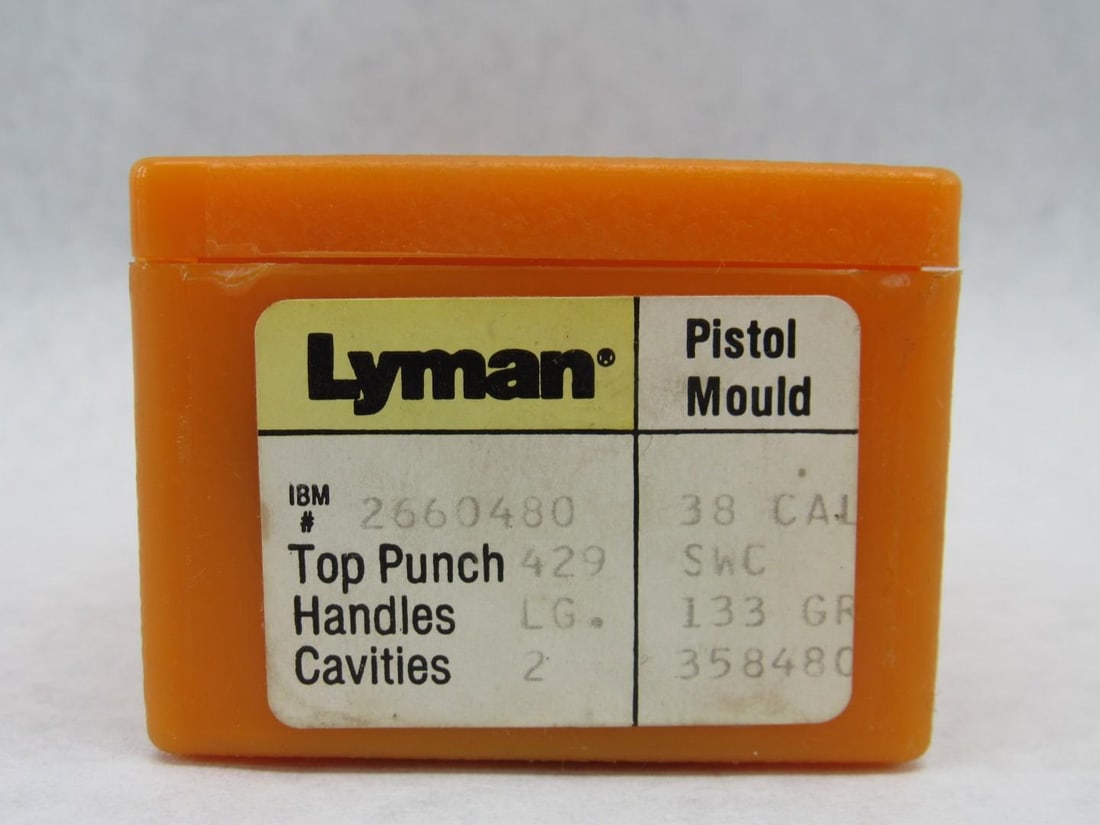 Lyman®
Pistol
Mould
IBM
# 2660480
Top Punch 429
Handles LG.
Cavities 2
38 CAL
SWC
133 GR
358480